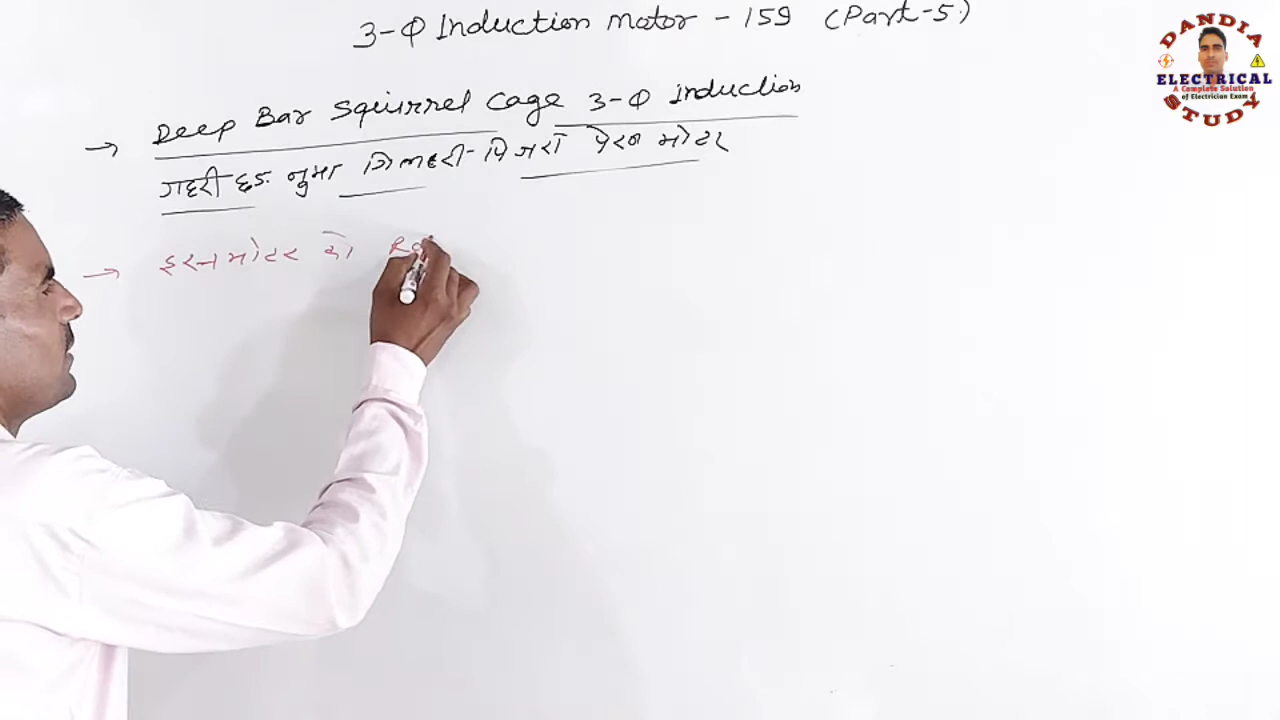 3-Φ Induction motor - 159 (Part-5)
→ Deep Bar Squirrel Cage 3-Φ Induction
गहरी छड़ नुमा गिलहरी-पिंजरा प्रेरण मोटर
→ इस मोटर के
DANDIA
ELECTRICAL
A Complete Solution
of Electrician Exam
STUDY